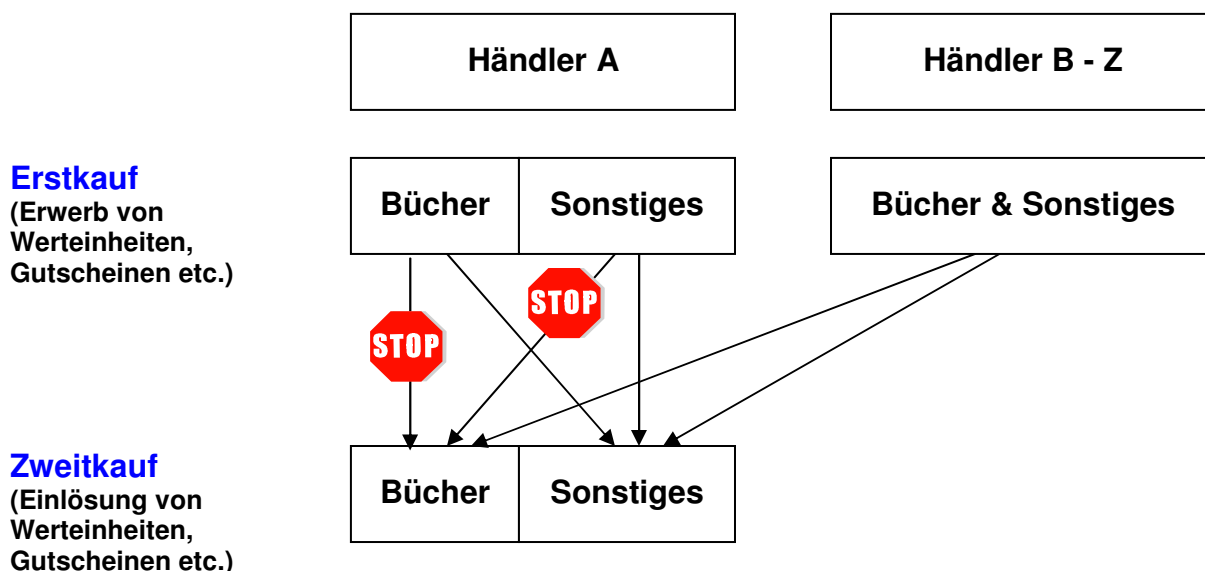 Händler A
Händler B - Z
Erstkauf
(Erwerb von
Werteinheiten,
Gutscheinen etc.)
Bücher
Sonstiges
Bücher & Sonstiges
STOP
STOP
Zweitkauf
(Einlösung von
Werteinheiten,
Gutscheinen etc.)
Bücher
Sonstiges